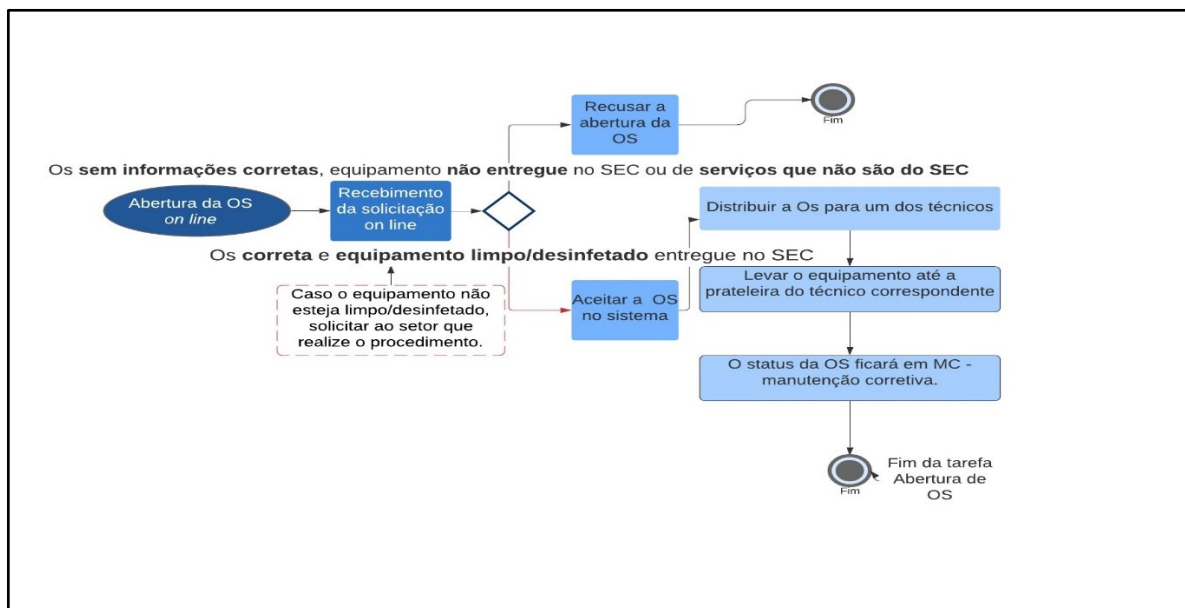 Recusar a
abertura da
OS
Fim
Os sem informações corretas, equipamento não entregue no SEC ou de serviços que não são do SEC
Abertura da OS
on line
Recebimento
da solicitação
on line
Distribuir a Os para um dos técnicos
Os correta e equipamento limpo/desinfetado entregue no SEC
Caso o equipamento não
esteja limpo/desinfetado,
solicitar ao setor que
realize o procedimento.
Aceitar a OS
no sistema
Levar o equipamento até a
prateleira do técnico correspondente
O status da OS ficará em MC -
manutenção corretiva.
Fim
Fim da tarefa
Abertura de
OS